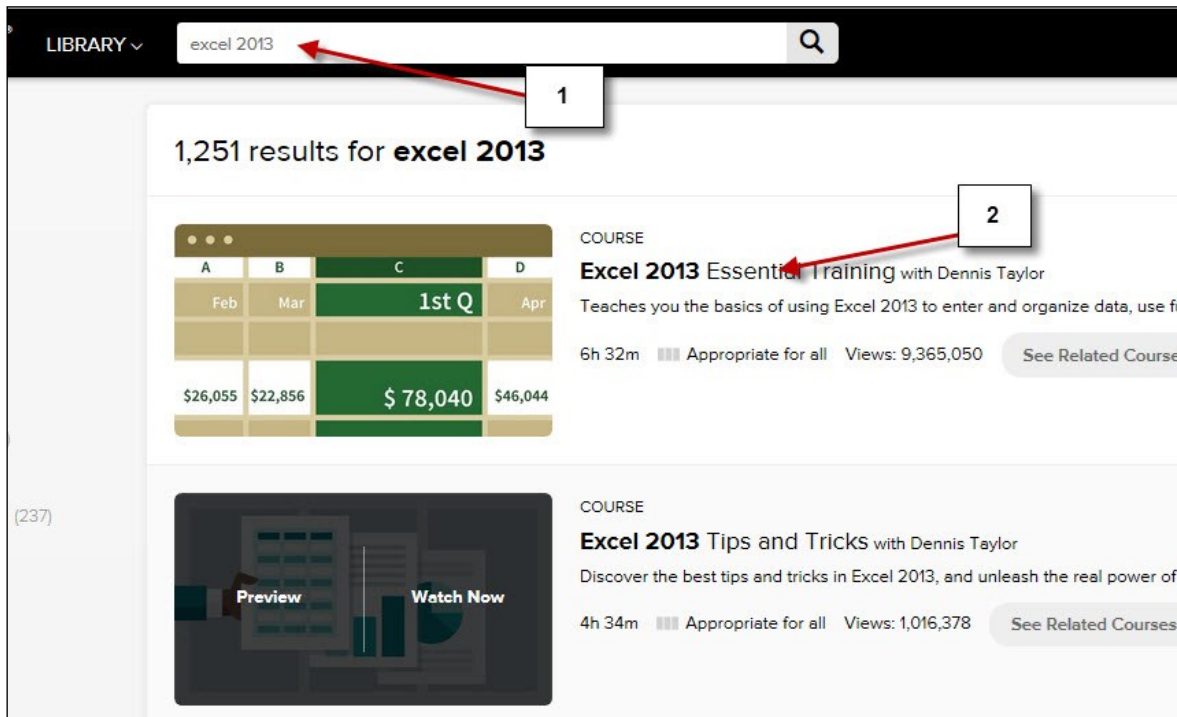 LIBRARY
excel 2013
1
1,251 results for excel 2013
2
A B C D
Feb Mar 1st Q Apr
$26,055 $22,856 $ 78,040 $46,044
COURSE
Excel 2013 Essential Training with Dennis Taylor
Teaches you the basics of using Excel 2013 to enter and organize data, use f
6h 32m Appropriate for all Views: 9,365,050 See Related Course
(237)
Preview Watch Now
COURSE
Excel 2013 Tips and Tricks with Dennis Taylor
Discover the best tips and tricks in Excel 2013, and unleash the real power of
4h 34m Appropriate for all Views: 1,016,378 See Related Courses